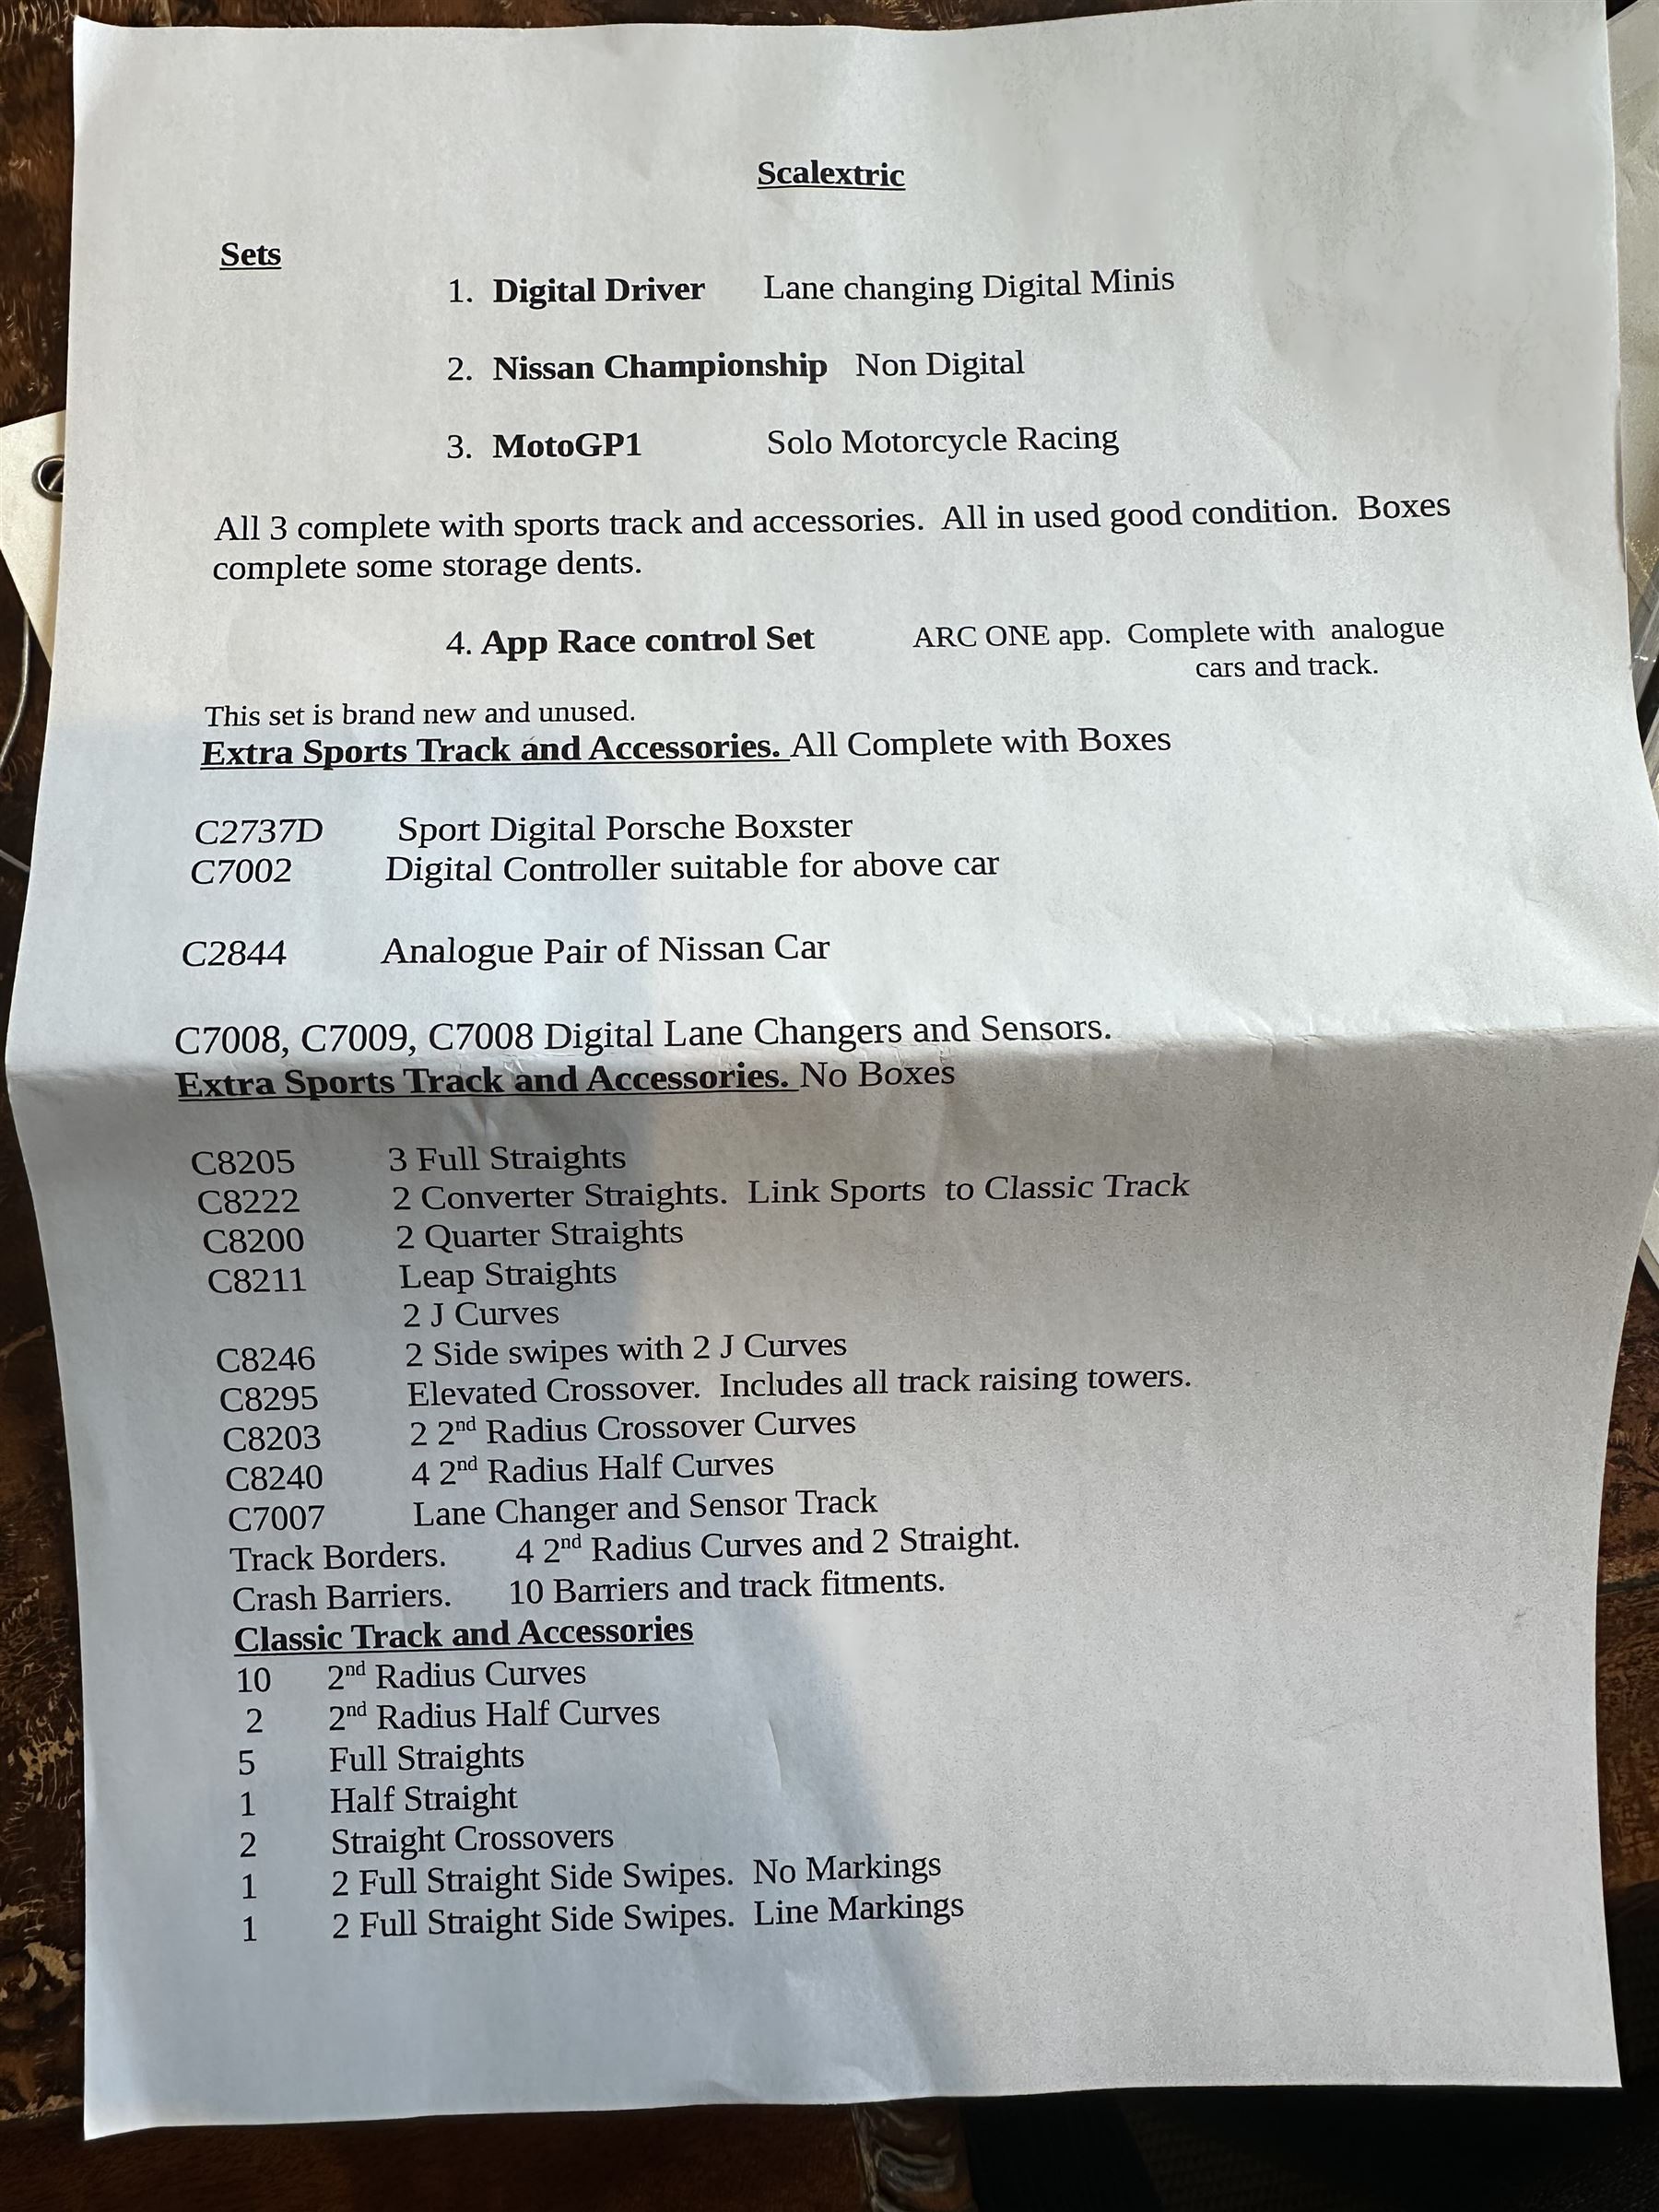 Scalextric
Sets
1. Digital Driver Lane changing Digital Minis
2. Nissan Championship Non Digital
3. MotoGP1 Solo Motorcycle Racing
All 3 complete with sports track and accessories. All in used good condition. Boxes
complete some storage dents.
4. App Race control Set ARC ONE app. Complete with analogue
cars and track.
This set is brand new and unused.
Extra Sports Track and Accessories. All Complete with Boxes
C2737D Sport Digital Porsche Boxster
C7002 Digital Controller suitable for above car
C2844 Analogue Pair of Nissan Car
C7008, C7009, C7008 Digital Lane Changers and Sensors.
Extra Sports Track and Accessories. No Boxes
C8205 3 Full Straights
C8222 2 Converter Straights. Link Sports to Classic Track
C8200 2 Quarter Straights
C8211 Leap Straights
2 J Curves
C8246 2 Side swipes with 2 J Curves
C8295 Elevated Crossover. Includes all track raising towers.
C8203 2 2nd Radius Crossover Curves
C8240 4 2nd Radius Half Curves
C7007 Lane Changer and Sensor Track
Track Borders. 4 2nd Radius Curves and 2 Straight.
Crash Barriers. 10 Barriers and track fitments.
Classic Track and Accessories
10 2nd Radius Curves
2 2nd Radius Half Curves
5 Full Straights
1 Half Straight
2 Straight Crossovers
1 2 Full Straight Side Swipes. No Markings
1 2 Full Straight Side Swipes. Line Markings